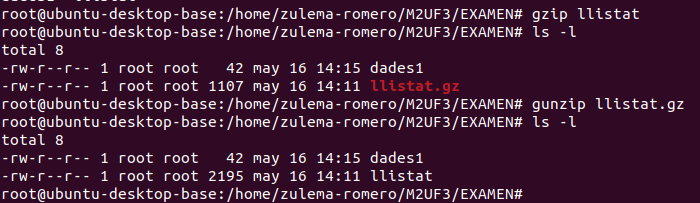 root@ubuntu-desktop-base:/home/zulema-romero/M2UF3/EXAMEN# gzip llistat
root@ubuntu-desktop-base:/home/zulema-romero/M2UF3/EXAMEN# ls -l
total 8
-rw-r--r-- 1 root root   42 may 16 14:15 dades1
-rw-r--r-- 1 root root 1107 may 16 14:11 llistat.gz
root@ubuntu-desktop-base:/home/zulema-romero/M2UF3/EXAMEN# gunzip llistat.gz
root@ubuntu-desktop-base:/home/zulema-romero/M2UF3/EXAMEN# ls -l
total 8
-rw-r--r-- 1 root root   42 may 16 14:15 dades1
-rw-r--r-- 1 root root 2195 may 16 14:11 llistat
root@ubuntu-desktop-base:/home/zulema-romero/M2UF3/EXAMEN#